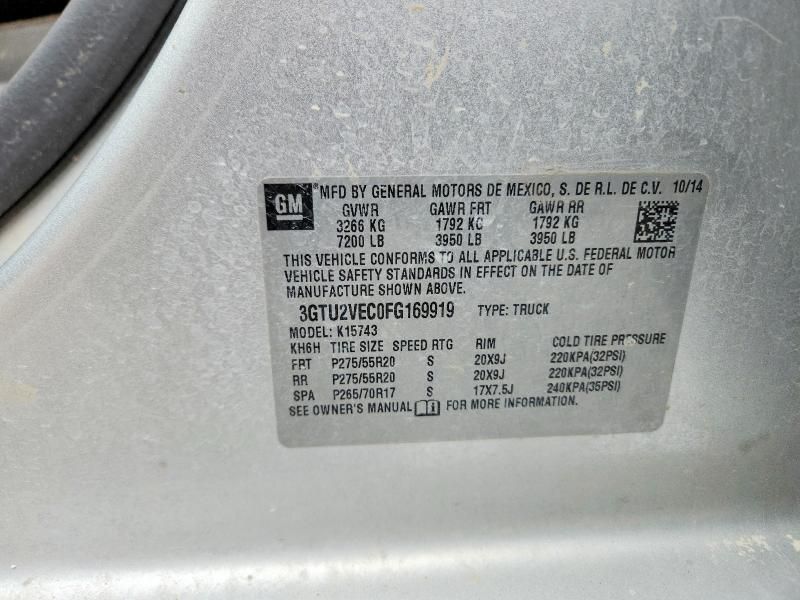 GM ® MFD BY GENERAL MOTORS DE MEXICO, S. DE R.L. DE C.V. 10/14
GVWR GAWR FRT GAWR RR
3266 KG 1792 KG 1792 KG
7200 LB 3950 LB 3950 LB
THIS VEHICLE CONFORMS TO ALL APPLICABLE U.S. FEDERAL MOTOR
VEHICLE SAFETY STANDARDS IN EFFECT ON THE DATE OF
MANUFACTURE SHOWN ABOVE.
3GTU2VEC0FG169919 TYPE: TRUCK
MODEL: K15743
KH6H TIRE SIZE SPEED RTG RIM COLD TIRE PRESSURE
FRT P275/55R20 S 20X9J 220KPA(32PSI)
RR P275/55R20 S 20X9J 220KPA(32PSI)
SPA P265/70R17 S 17X7.5J 240KPA(35PSI)
SEE OWNER'S MANUAL FOR MORE INFORMATION.